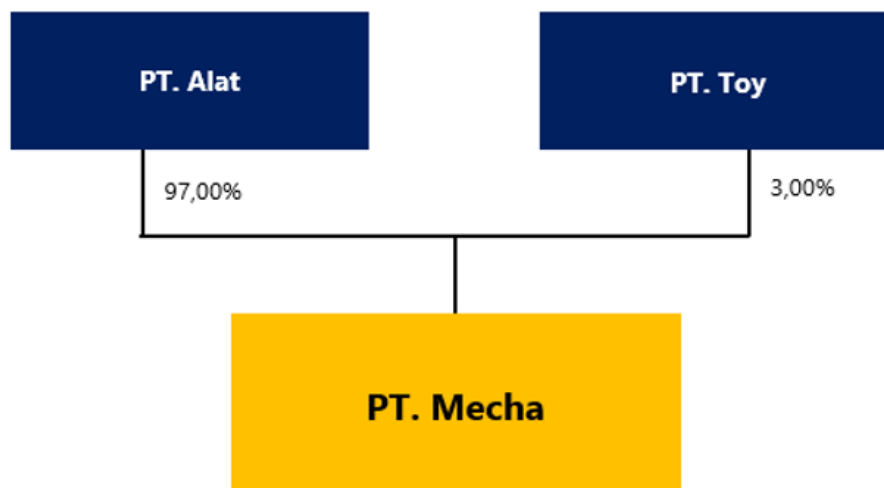 PT. Alat
PT. Toy
97,00%
3,00%
PT. Mecha